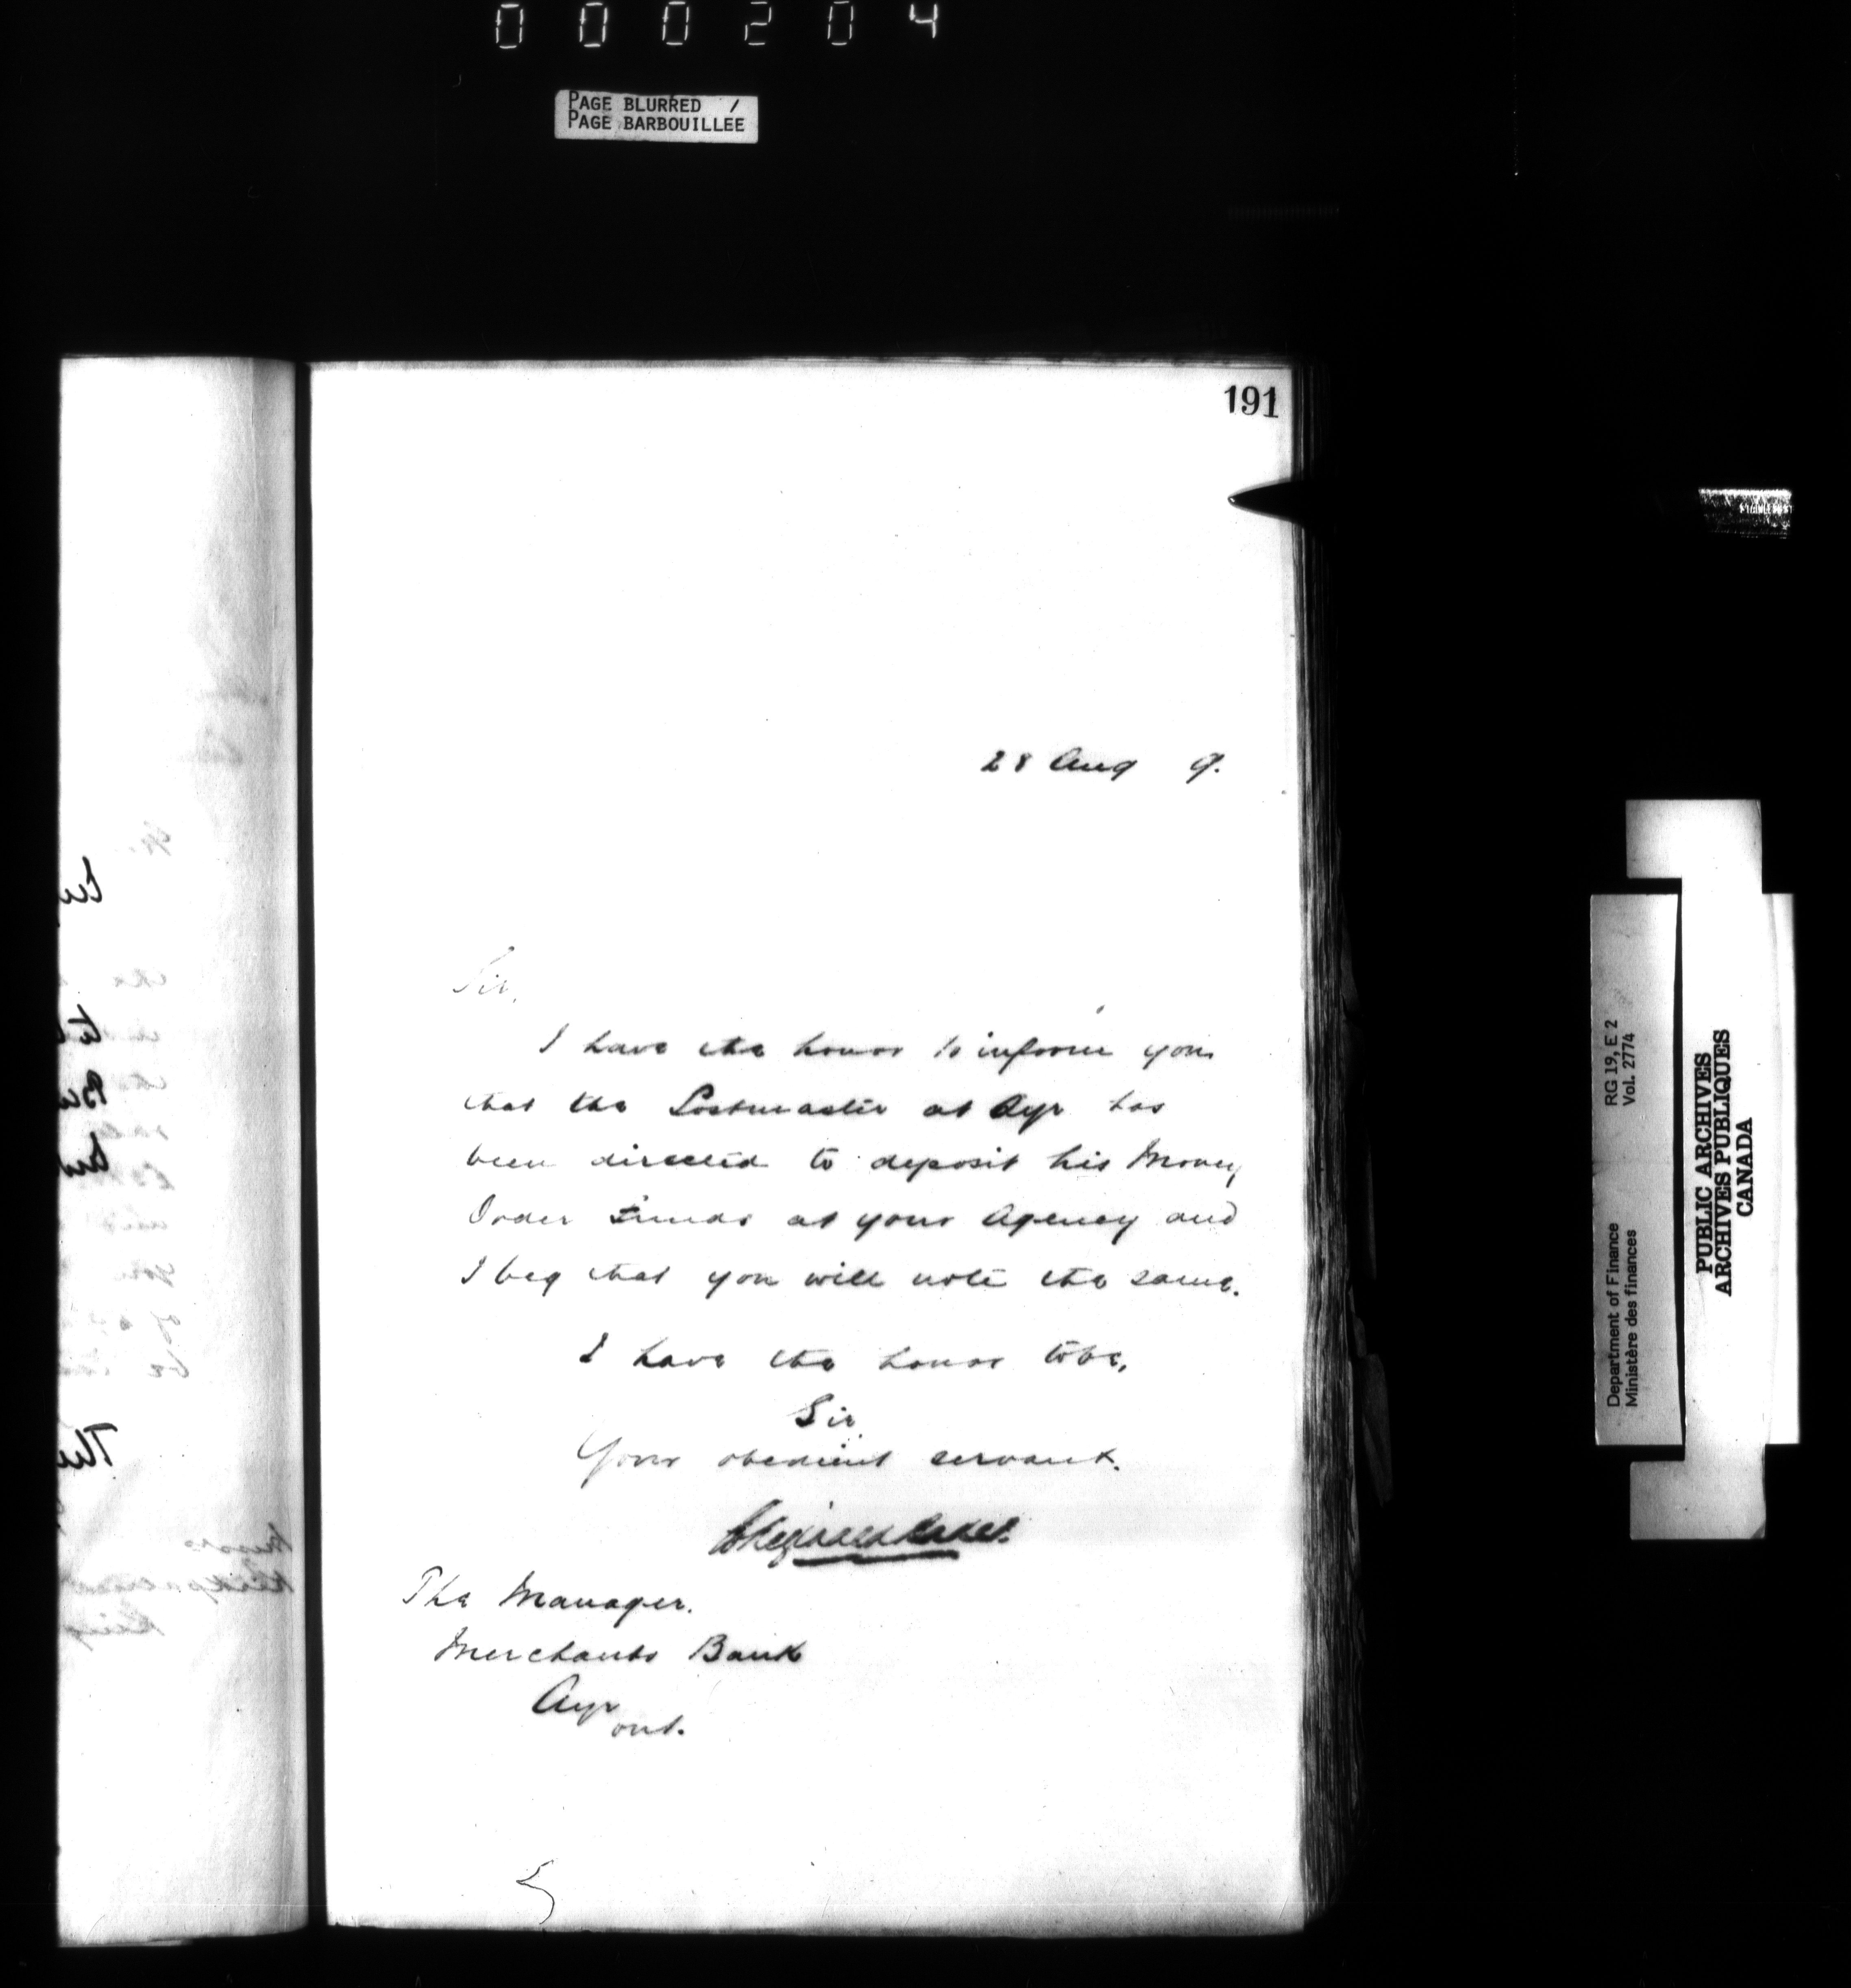 000204
PAGE BLURRED /
PAGE BARBOUILLEE
191
28 Aug 9.
Sir,
I have the honor to inform you
that the Postmaster at Ayr has
been directed to deposit his Money
Order Funds at your Agency and
I beg that you will note the same.
I have the honor to be,
Sir
Your obedient servant.
The Manager.
Merchants Bank
Ayr
Ont.
RG 19, E 2
Vol. 2774
Department of Finance
Ministère des finances
PUBLIC ARCHIVES
ARCHIVES PUBLIQUES
CANADA